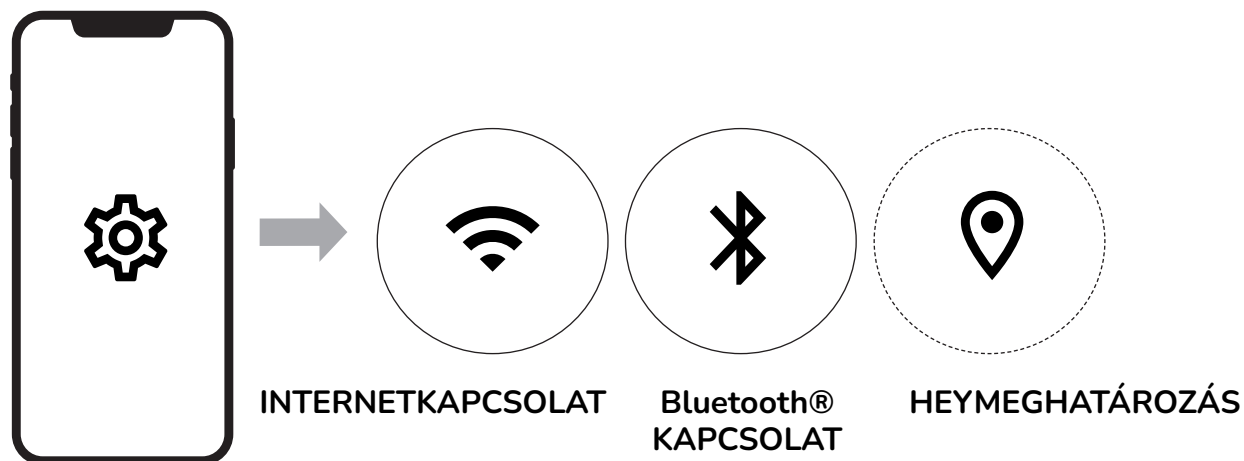 INTERNETKAPCSOLAT
Bluetooth®
KAPCSOLAT
HEYMEGHATÁROZÁS